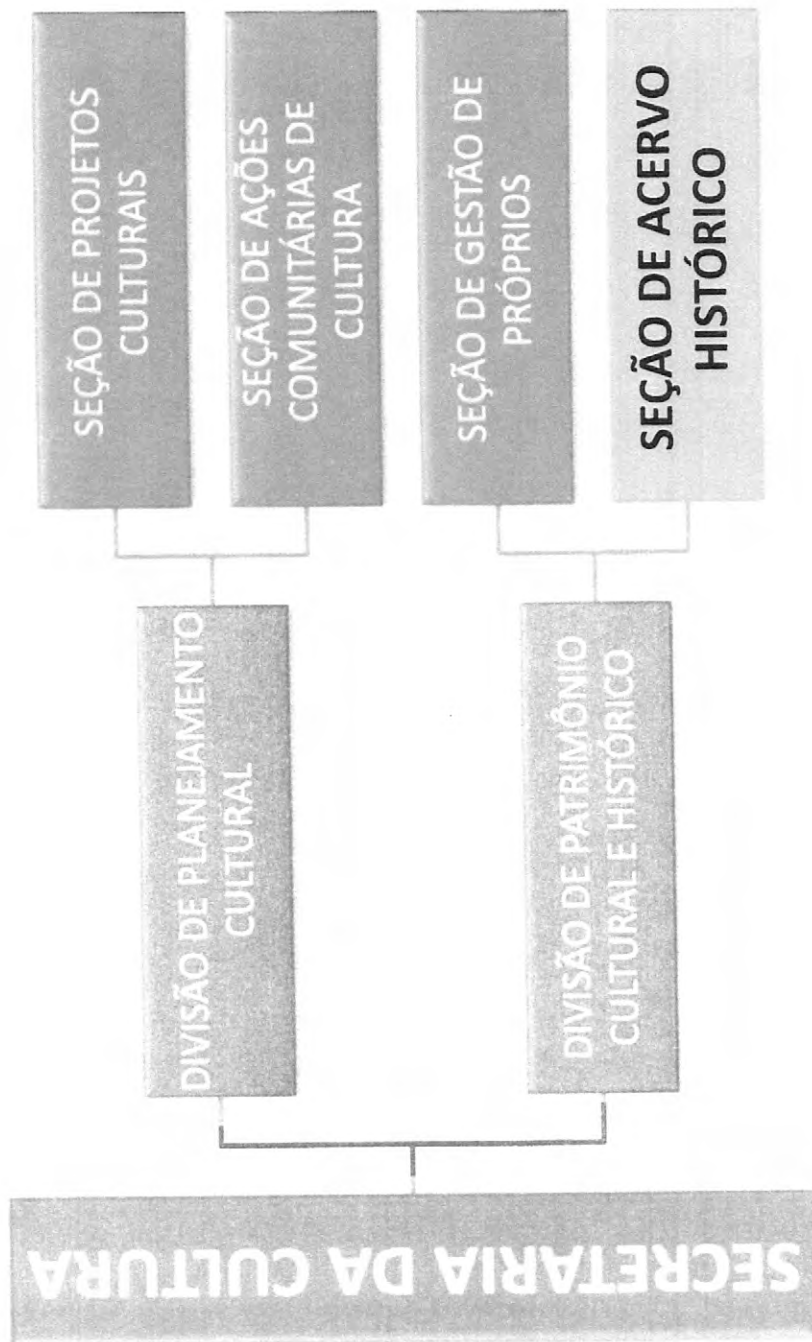 SECRETARIA DA CULTURA
DIVISÃO DE PLANEJAMENTO
CULTURAL
SEÇÃO DE PROJETOS
CULTURAIS
SEÇÃO DE AÇÕES
COMUNITÁRIAS DE
CULTURA
DIVISÃO DE PATRIMÔNIO
CULTURAL E HISTÓRICO
SEÇÃO DE GESTÃO DE
PRÓPRIOS
SEÇÃO DE ACERVO
HISTÓRICO